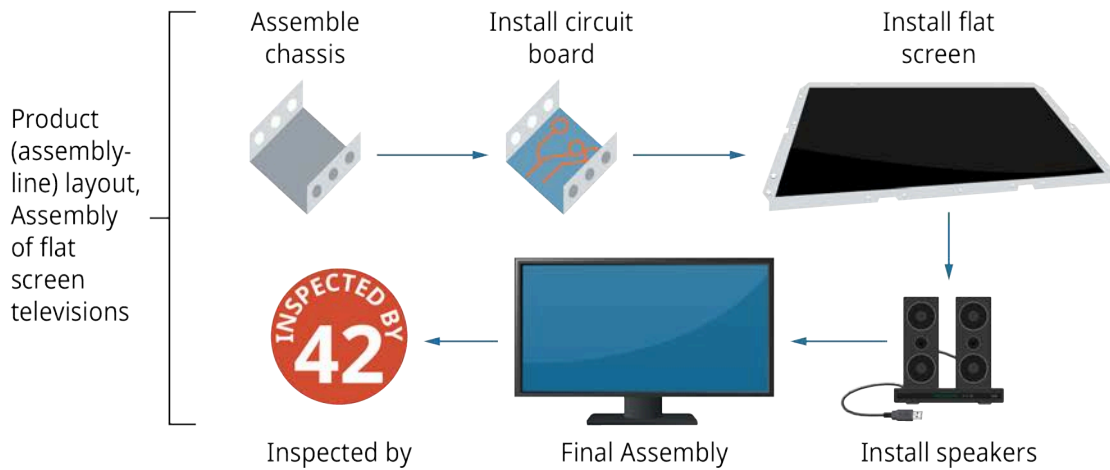 Product
(assembly-
line) layout,
Assembly
of flat
screen
televisions
Assemble
chassis
Install circuit
board
Install flat
screen
Install speakers
Final Assembly
INSPECTED BY
42
Inspected by